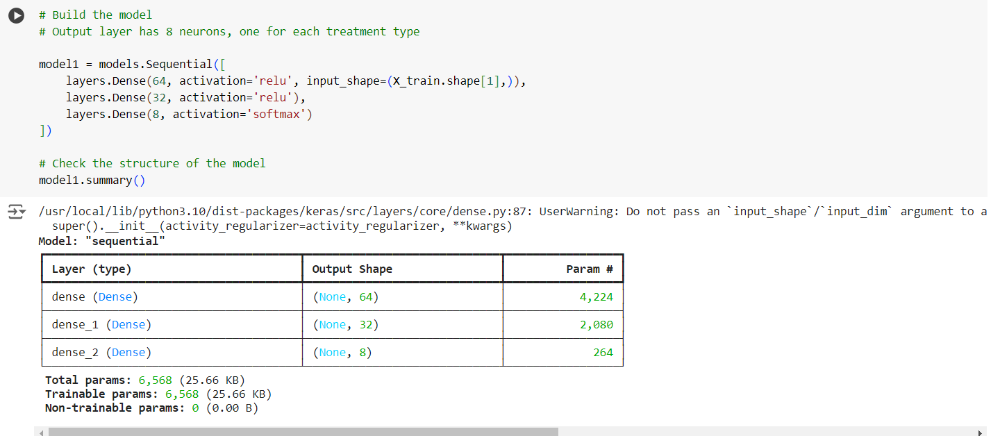 # Build the model
# Output layer has 8 neurons, one for each treatment type
model1 = models.Sequential([
    layers.Dense(64, activation='relu', input_shape=(X_train.shape[1],)),
    layers.Dense(32, activation='relu'),
    layers.Dense(8, activation='softmax')
])
# Check the structure of the model
model1.summary()
/usr/local/lib/python3.10/dist-packages/keras/src/layers/core/dense.py:87: UserWarning: Do not pass an `input_shape`/`input_dim` argument to a
  super().__init__(activity_regularizer=activity_regularizer, **kwargs)
Model: "sequential"
Layer (type) Output Shape Param #
dense (Dense) (None, 64) 4,224
dense_1 (Dense) (None, 32) 2,080
dense_2 (Dense) (None, 8) 264
Total params: 6,568 (25.66 KB)
Trainable params: 6,568 (25.66 KB)
Non-trainable params: 0 (0.00 B)